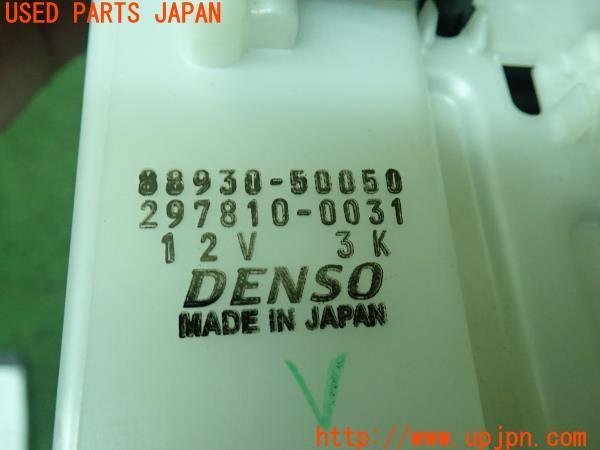 USED PARTS JAPAN
88930-50050
297810-0031
12V 3K
DENSO
MADE IN JAPAN
V
http://www.upjpn.com/